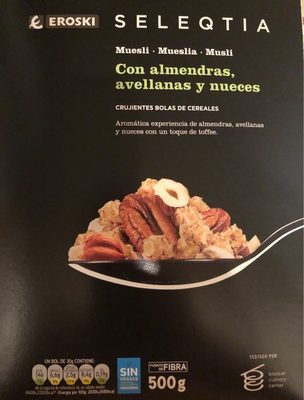 EROSKI SELEQTIA
Muesli · Mueslia · Musli
Con almendras,
avellanas y nueces
CRUJIENTES BOLAS DE CEREALES
Aromática experiencia de almendras, avellanas
y nueces con un toque de toffee.
UN BOL DE 30g CONTIENE:
SIN
GRASAS
FUENTE DE
FIBRA
500g
TESTADO POR
basque
culinary
center